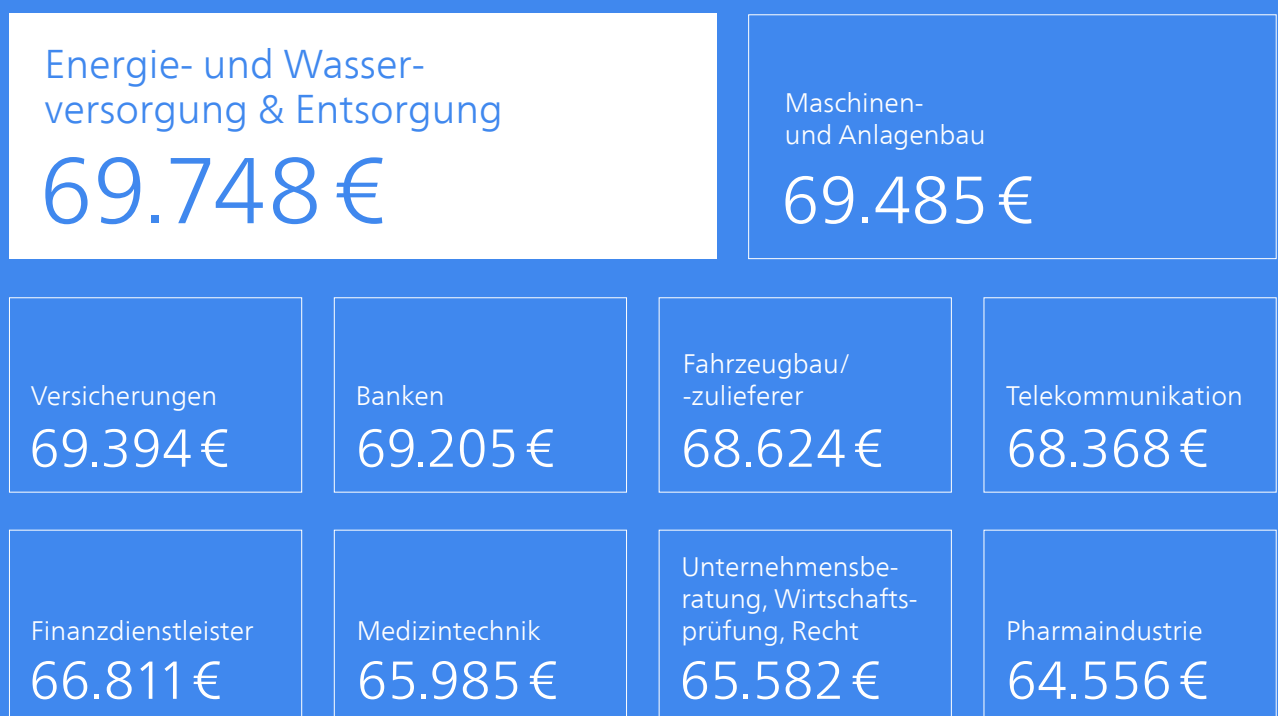 Energie- und Wasser-
versorgung & Entsorgung
69.748 €
Maschinen-
und Anlagenbau
69.485 €
Versicherungen
69.394 €
Banken
69.205 €
Fahrzeugbau/
-zulieferer
68.624 €
Telekommunikation
68.368 €
Finanzdienstleister
66.811 €
Medizintechnik
65.985 €
Unternehmensbe-
ratung, Wirtschafts-
prüfung, Recht
65.582 €
Pharmaindustrie
64.556 €